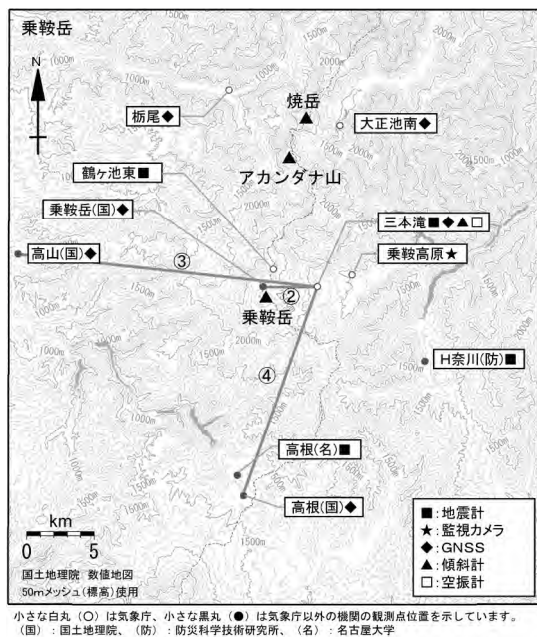 乗鞍岳
N
栃尾◆
焼岳
大正池南◆
アカンダナ山
鶴ヶ池東■
乗鞍岳(国)◆
三本滝■◆▲□
高山(国)◆
③
乗鞍高原★
②
乗鞍岳
H奈川(防)■
④
高根(名)■
高根(国)◆
km
0 5
国土地理院 数値地図
50mメッシュ(標高)使用
■:地震計
★:監視カメラ
◆:GNSS
▲:傾斜計
□:空振計
1500m
2000m
1000m
小さな白丸(○)は気象庁、小さな黒丸(●)は気象庁以外の機関の観測点位置を示しています。
(国):国土地理院、(防):防災科学技術研究所、(名):名古屋大学